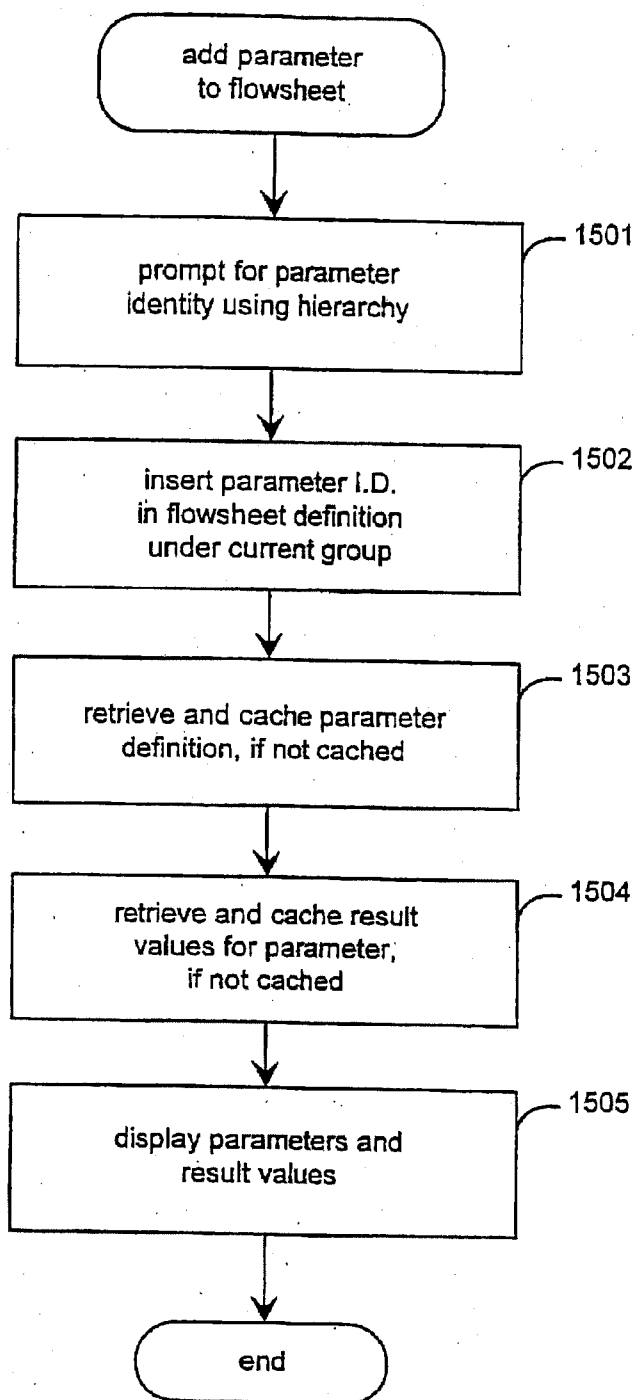 add parameter
to flowsheet
1501
prompt for parameter
identity using hierarchy
1502
insert parameter I.D.
in flowsheet definition
under current group
1503
retrieve and cache parameter
definition, if not cached
1504
retrieve and cache result
values for parameter,
if not cached
1505
display parameters and
result values
end